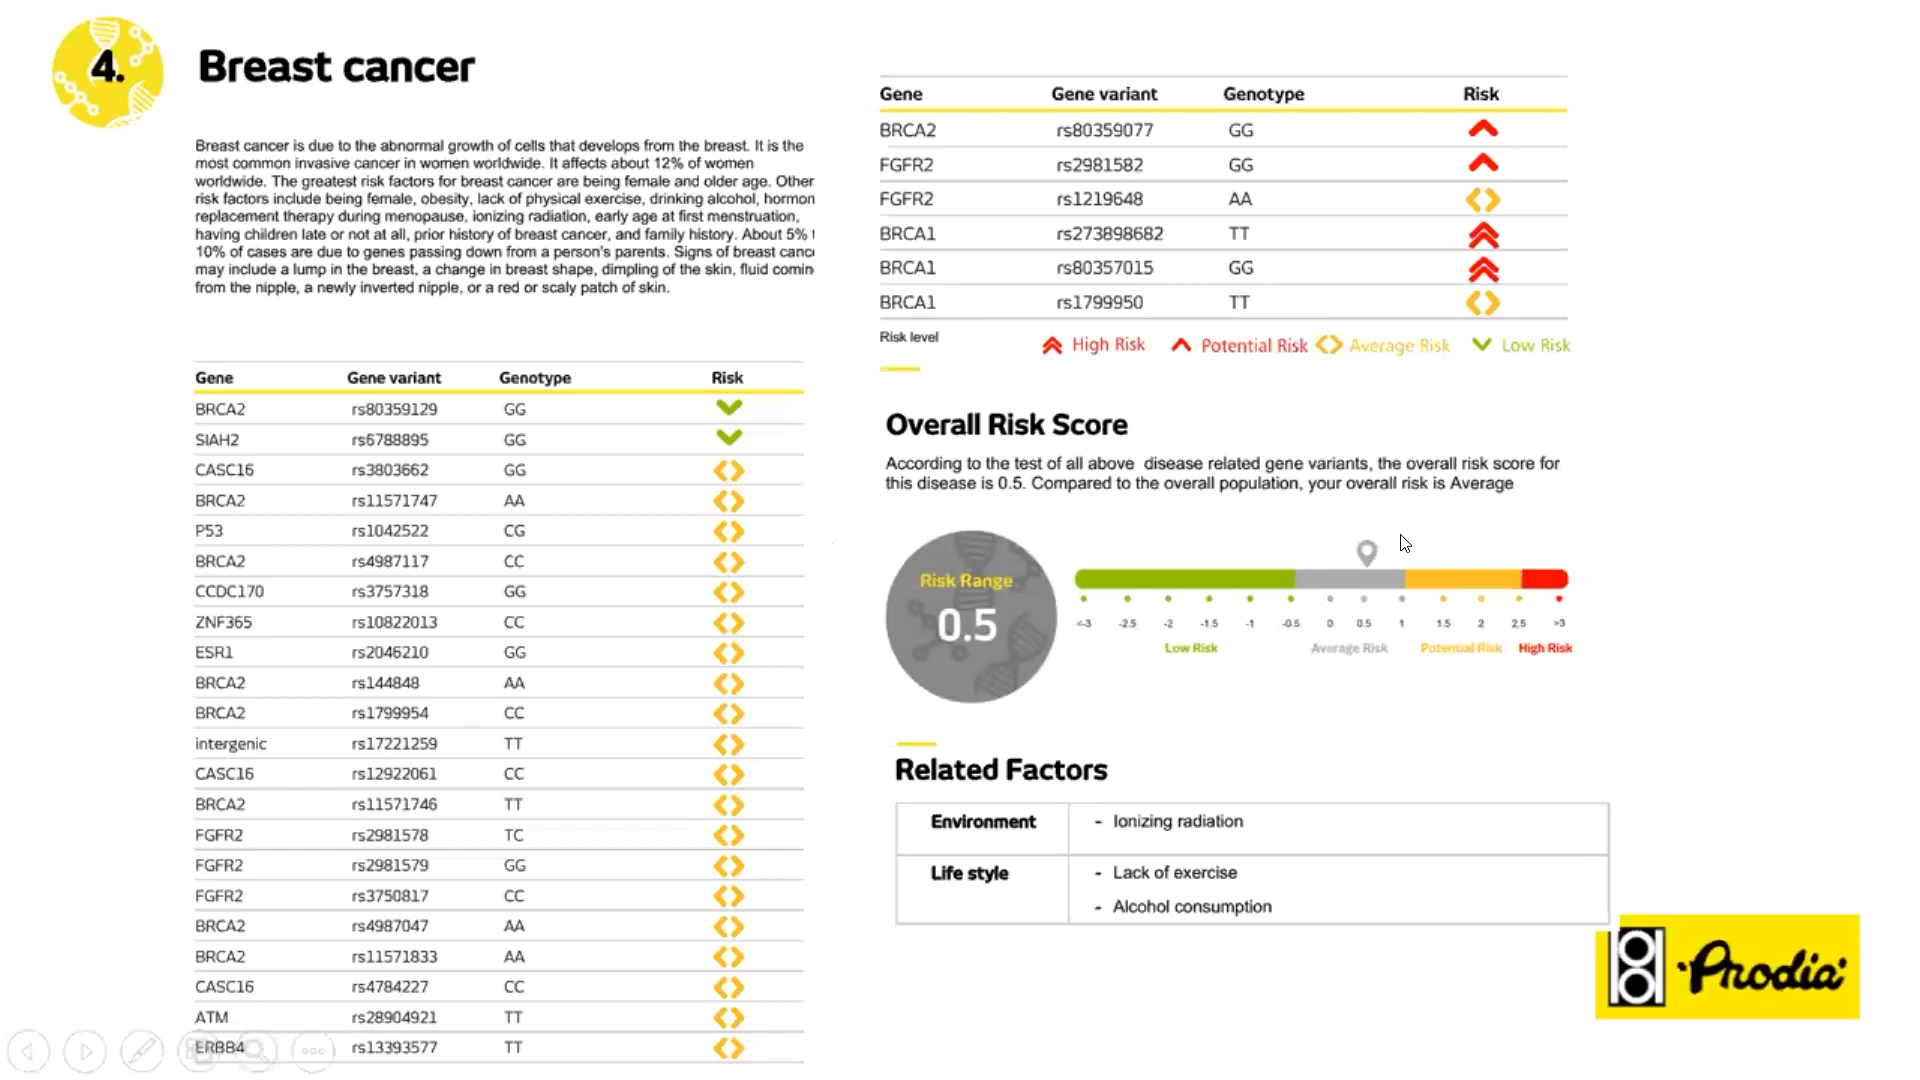 4.
Breast cancer
Breast cancer is due to the abnormal growth of cells that develops from the breast. It is the
most common invasive cancer in women worldwide. It affects about 12% of women
worldwide. The greatest risk factors for breast cancer are being female and older age. Other
risk factors include being female, obesity, lack of physical exercise, drinking alcohol, hormon
replacement therapy during menopause, ionizing radiation, early age at first menstruation,
having children late or not at all, prior history of breast cancer, and family history. About 5%
10% of cases are due to genes passing down from a person's parents. Signs of breast canc
may include a lump in the breast, a change in breast shape, dimpling of the skin, fluid comin
from the nipple, a newly inverted nipple, or a red or scaly patch of skin.
Gene Gene variant Genotype Risk
BRCA2 rs80359129 GG
SIAH2 rs6788895 GG
CASC16 rs3803662 GG
BRCA2 rs11571747 AA
P53 rs1042522 CG
BRCA2 rs4987117 CC
CCDC170 rs3757318 GG
ZNF365 rs10822013 CC
ESR1 rs2046210 GG
BRCA2 rs144848 AA
BRCA2 rs1799954 CC
intergenic rs17221259 TT
CASC16 rs12922061 CC
BRCA2 rs11571746 TT
FGFR2 rs2981578 TC
FGFR2 rs2981579 GG
FGFR2 rs3750817 CC
BRCA2 rs4987047 AA
BRCA2 rs11571833 AA
CASC16 rs4784227 CC
ATM rs28904921 TT
ERBB4 rs13393577 TT
Gene Gene variant Genotype Risk
BRCA2 rs80359077 GG
FGFR2 rs2981582 GG
FGFR2 rs1219648 AA
BRCA1 rs273898682 TT
BRCA1 rs80357015 GG
BRCA1 rs1799950 TT
Risk level High Risk Potential Risk Average Risk Low Risk
Overall Risk Score
According to the test of all above disease related gene variants, the overall risk score for
this disease is 0.5. Compared to the overall population, your overall risk is Average
Risk Range
0.5
<-3 -2.5 -2 -1.5 -1 -0.5 0 0.5 1 1.5 2 2.5 >3
Low Risk Average Risk Potential Risk High Risk
Related Factors
Environment - Ionizing radiation
Life style - Lack of exercise
- Alcohol consumption
Prodia